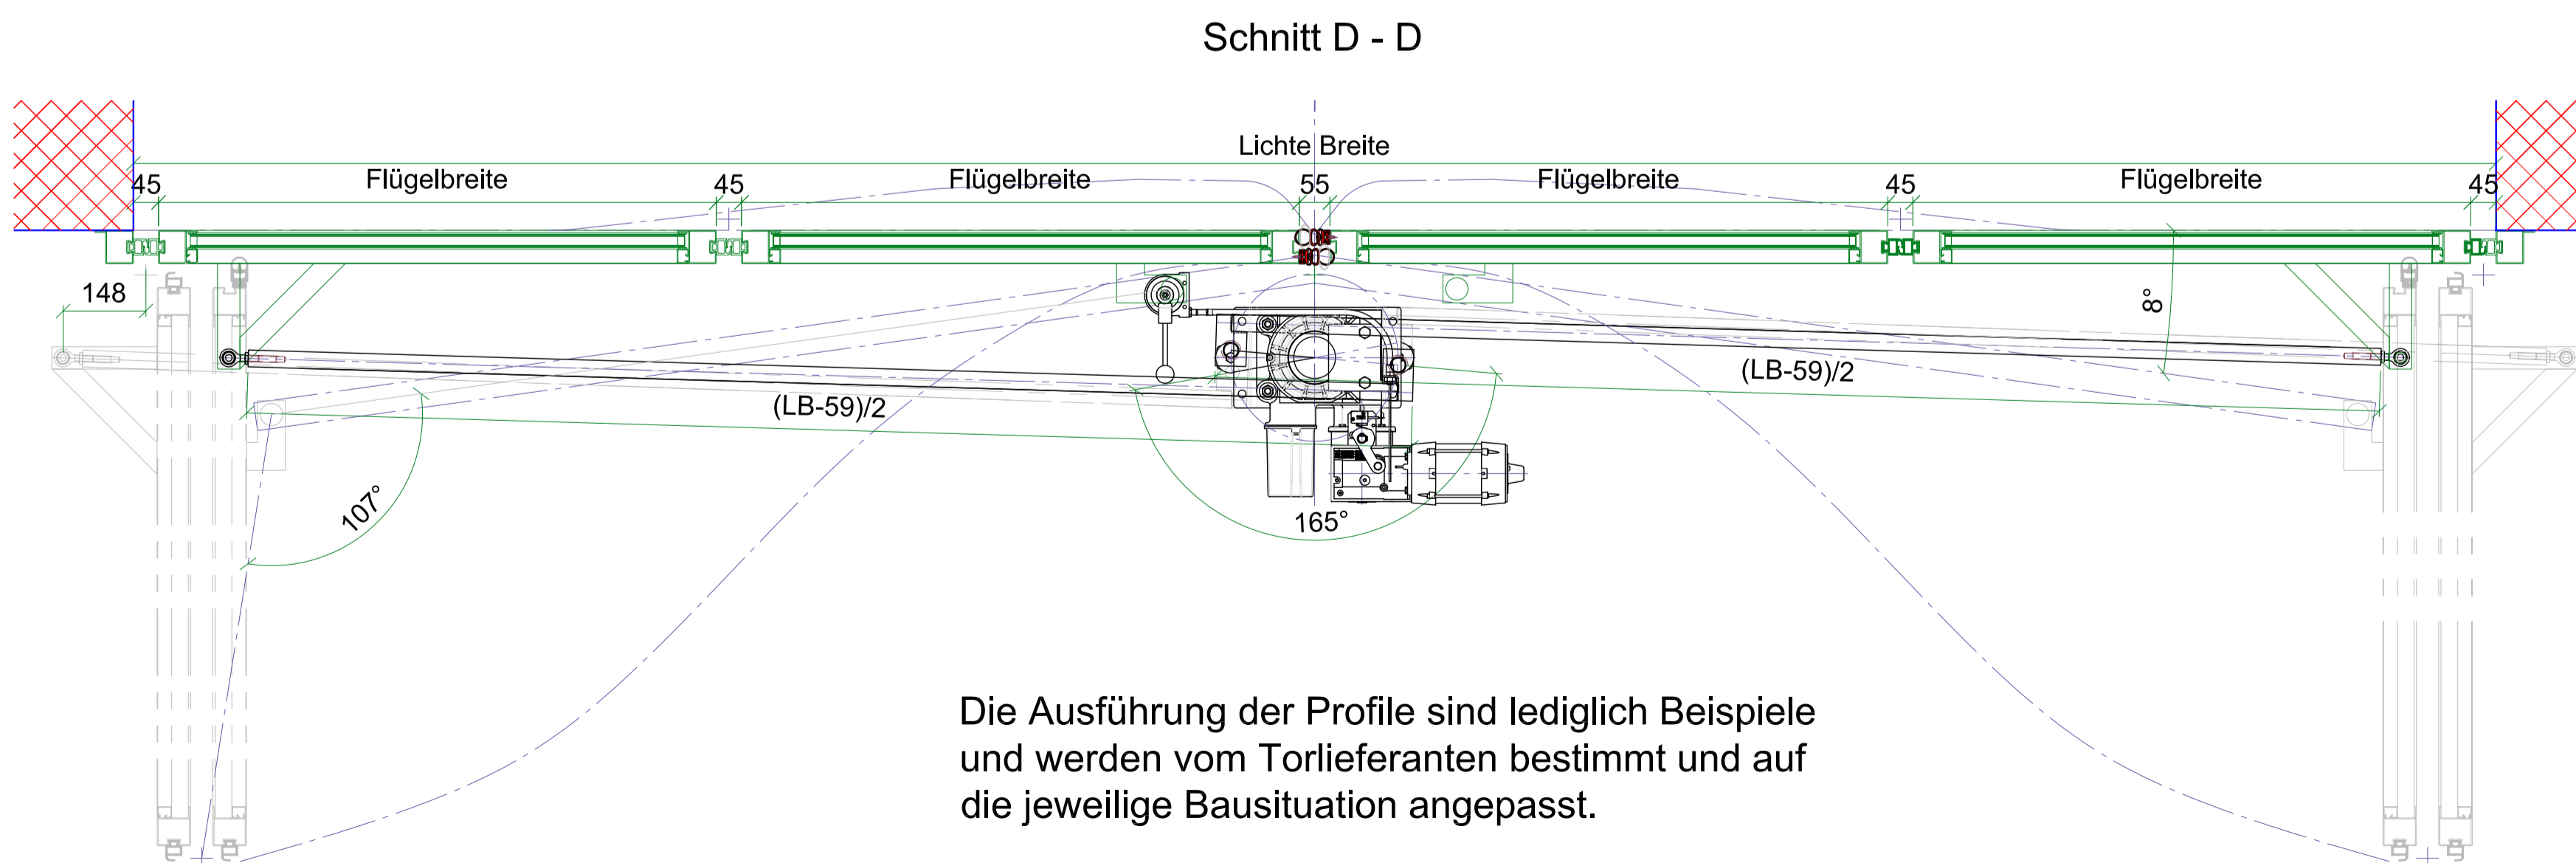 Schnitt D - D
Lichte Breite
45 Flügelbreite 45 Flügelbreite 55 Flügelbreite 45 Flügelbreite 45
148
8°
(LB-59)/2
(LB-59)/2
107°
165°
Die Ausführung der Profile sind lediglich Beispiele
und werden vom Torlieferanten bestimmt und auf
die jeweilige Bausituation angepasst.